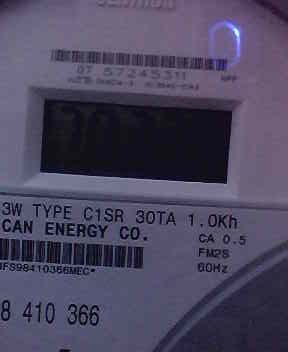 07 57245311
3W TYPE C1SR 30TA 1.0Kh
CAN ENERGY CO.
CA 0.5
FM2S
60Hz
8 410 366